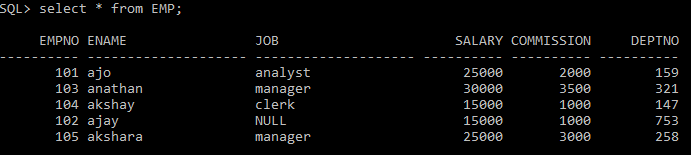 SQL> select * from EMP;
EMPNO ENAME JOB SALARY COMMISSION DEPTNO
---------- -------------------- -------------------- ---------- ---------- ----------
101 ajo analyst 25000 2000 159
103 anathan manager 30000 3500 321
104 akshay clerk 15000 1000 147
102 ajay NULL 15000 1000 753
105 akshara manager 25000 3000 258